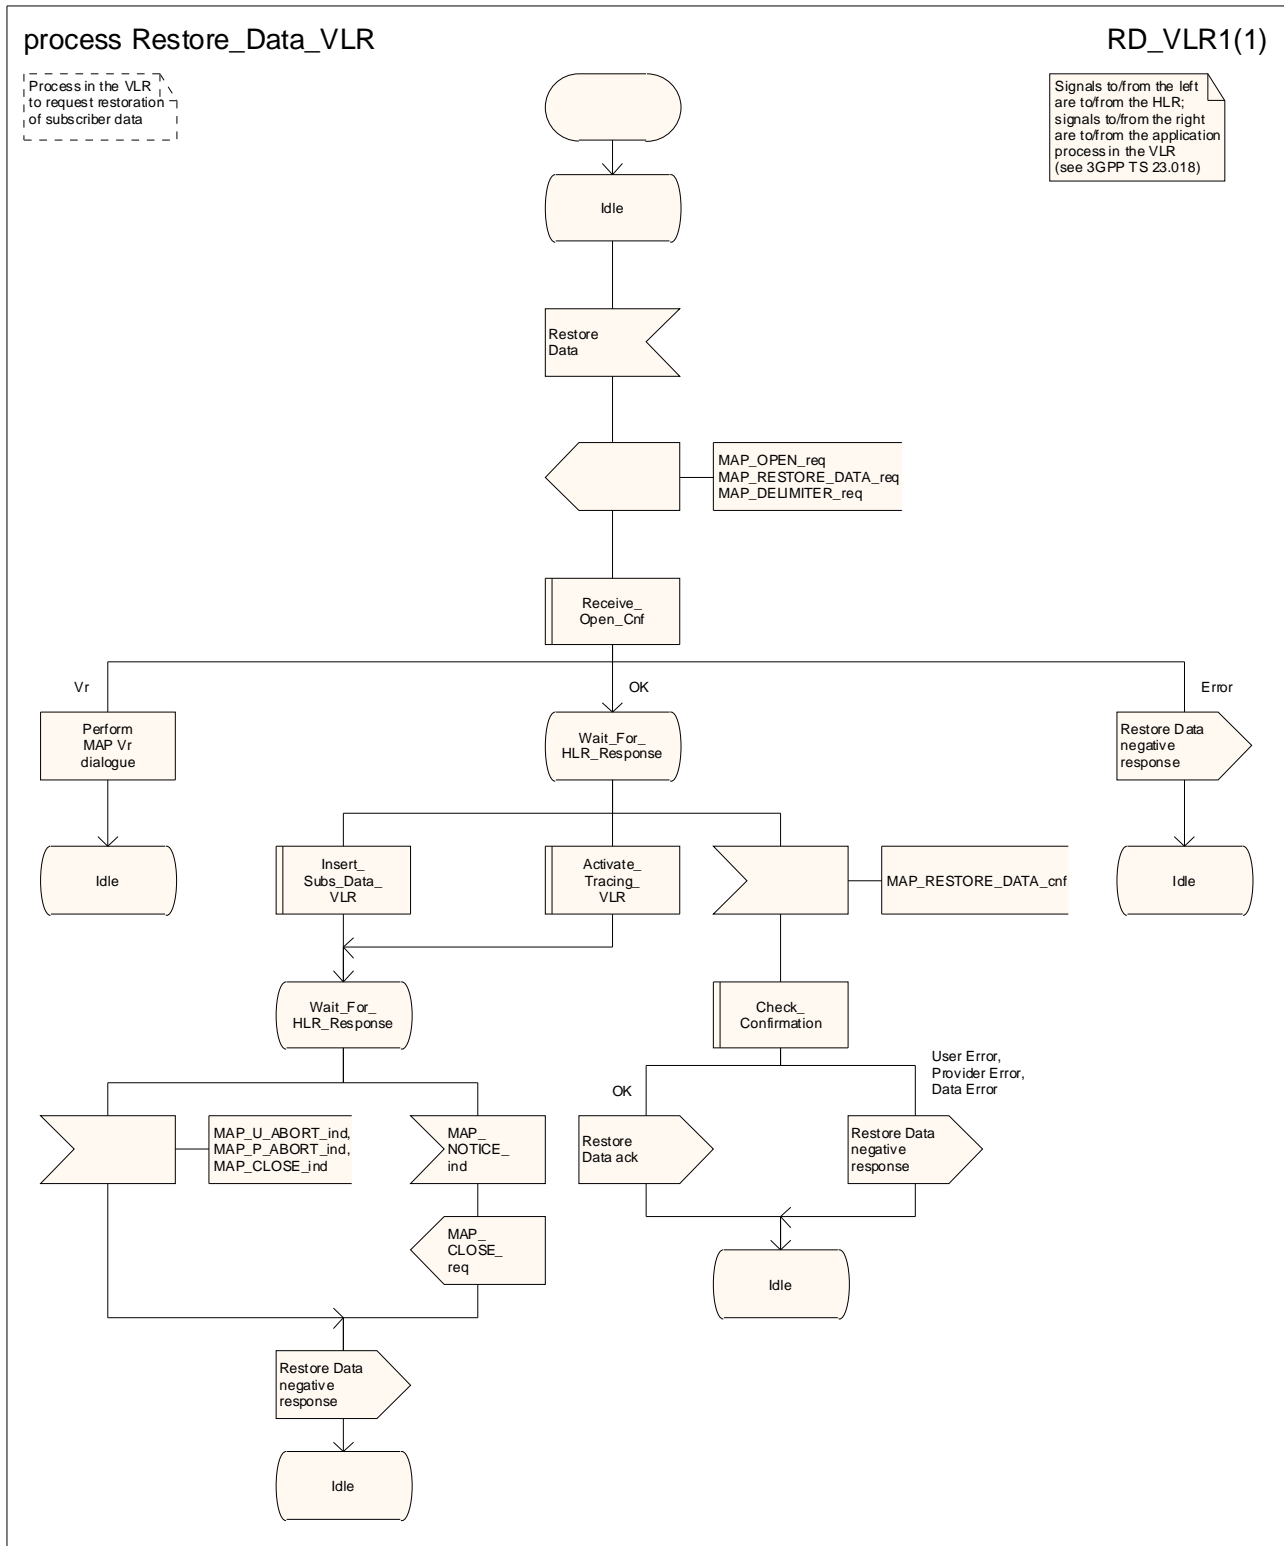 process Restore_Data_VLR
RD_VLR1(1)
Process in the VLR
to request restoration
of subscriber data
Signals to/from the left
are to/from the HLR;
signals to/from the right
are to/from the application
process in the VLR
(see 3GPP TS 23.018)
Idle
Restore
Data
MAP_OPEN_req
MAP_RESTORE_DATA_req
MAP_DELIMITER_req
Receive_
Open_Cnf
Vr
OK
Error
Perform
MAP Vr
dialogue
Wait_For_
HLR_Response
Restore Data
negative
response
Idle
Insert_
Subs_Data_
VLR
Activate_
Tracing_
VLR
MAP_RESTORE_DATA_cnf
Idle
Wait_For_
HLR_Response
Check_
Confirmation
OK
User Error,
Provider Error,
Data Error
MAP_U_ABORT_ind,
MAP_P_ABORT_ind,
MAP_CLOSE_ind
MAP_
NOTICE_
ind
Restore
Data ack
Restore Data
negative
response
MAP_
CLOSE_
req
Idle
Restore Data
negative
response
Idle